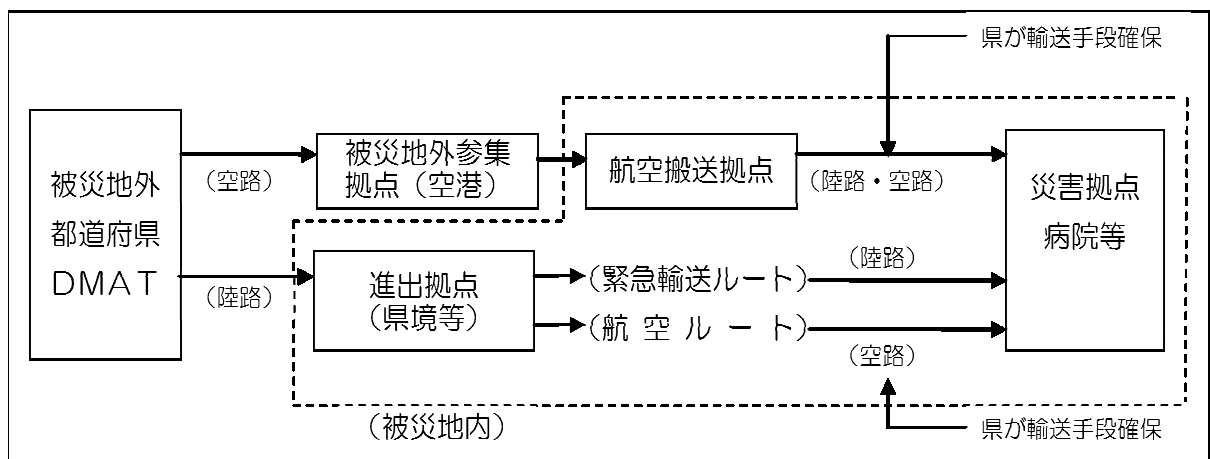 県が輸送手段確保
被災地外
都道府県
ＤＭＡＴ
（空路）
被災地外参集
拠点（空港）
航空搬送拠点
（陸路・空路）
災害拠点
病院等
（陸路）
進出拠点
（県境等）
（緊急輸送ルート）
（陸路）
（航 空 ル ー ト）
（空路）
（被災地内）
県が輸送手段確保